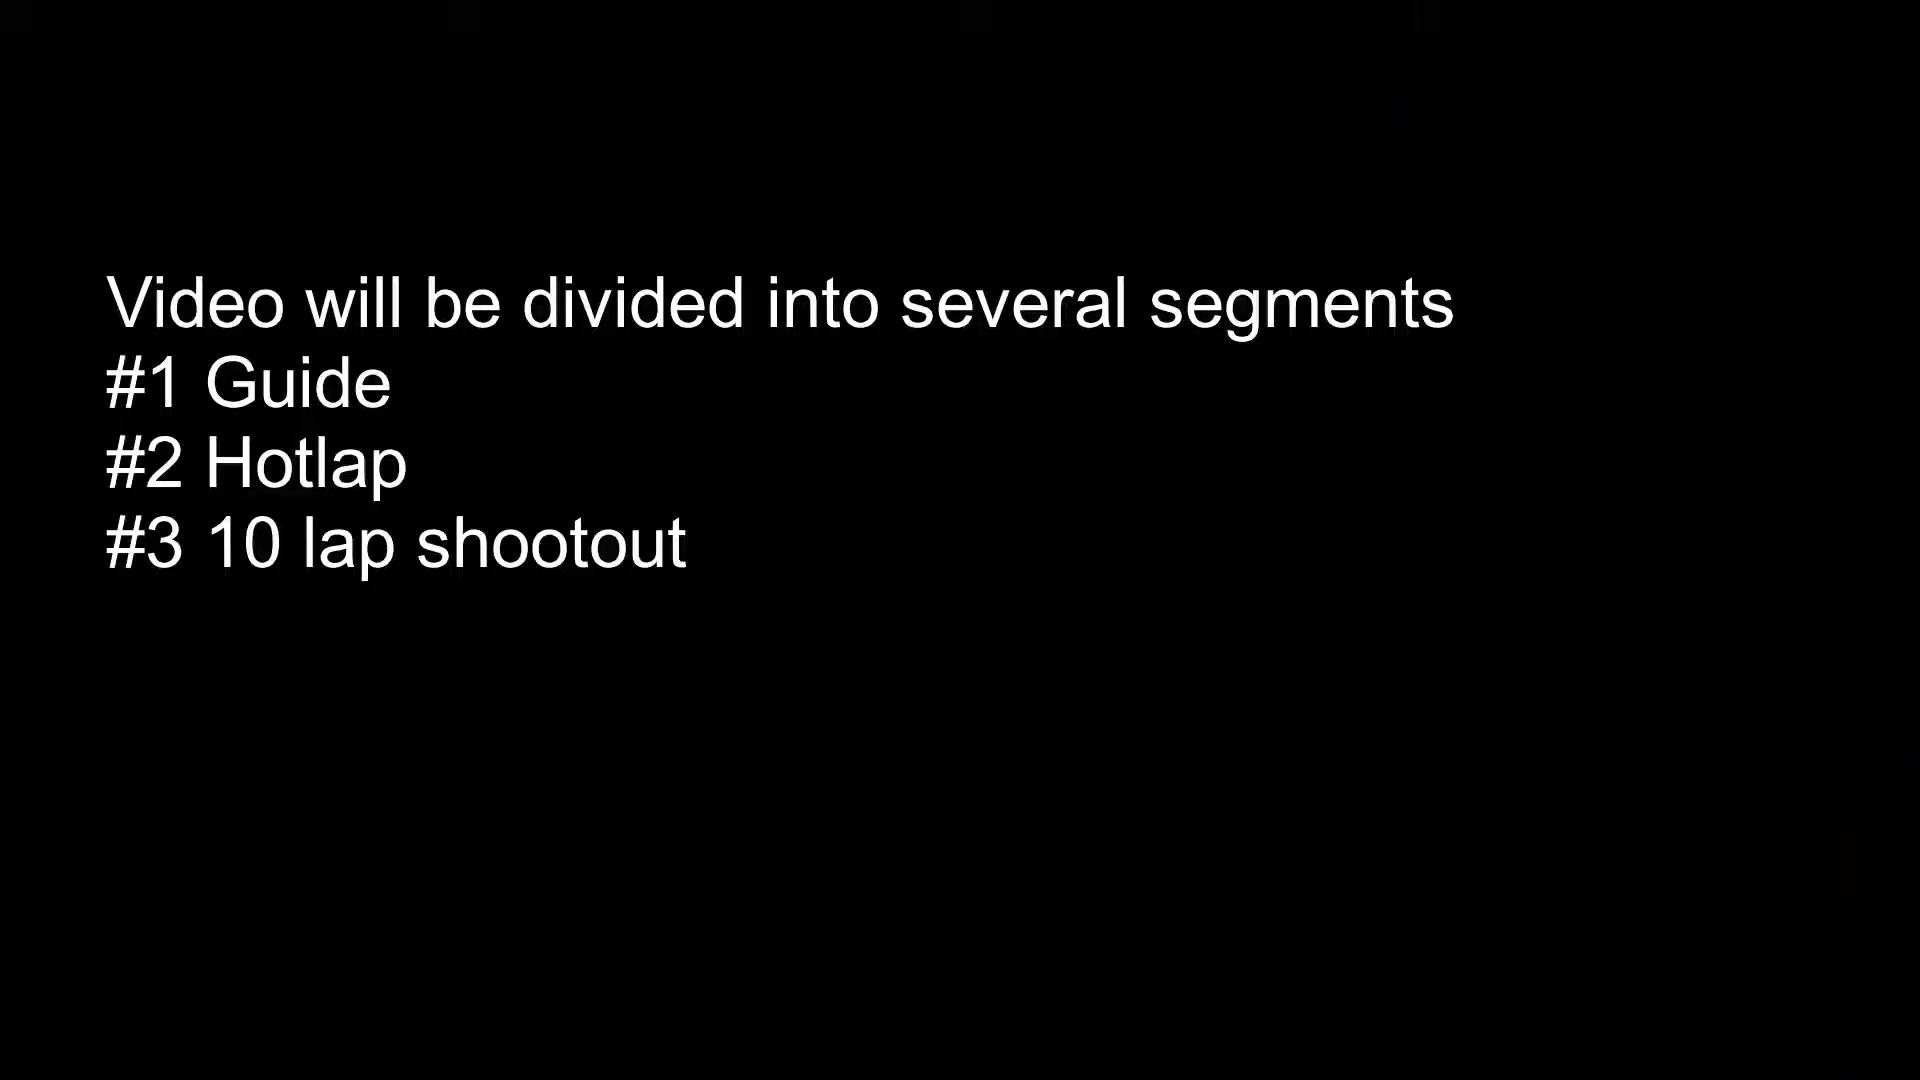 Video will be divided into several segments
#1 Guide
#2 Hotlap
#3 10 lap shootout